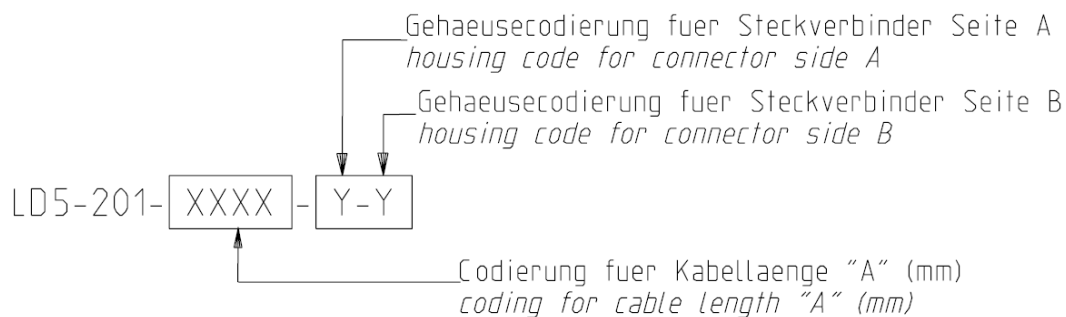 Gehaeusecodierung fuer Steckverbinder Seite A
housing code for connector side A
Gehaeusecodierung fuer Steckverbinder Seite B
housing code for connector side B
LD5-201-XXXX-Y-Y
Codierung fuer Kabellaenge "A" (mm)
coding for cable length "A" (mm)